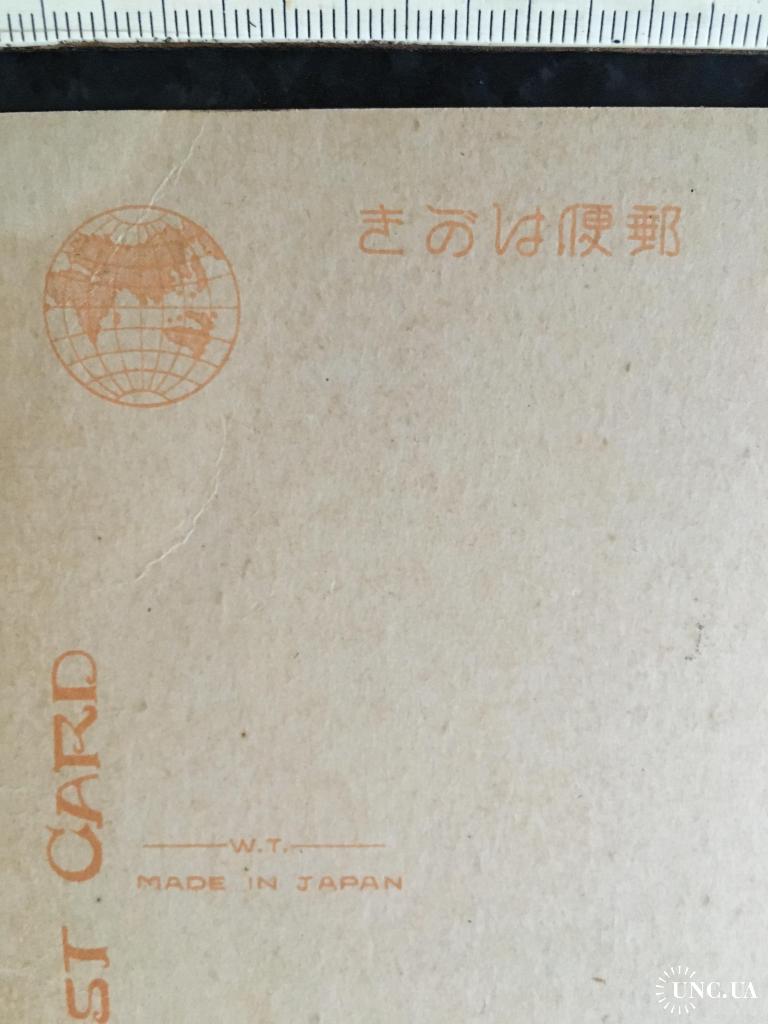 郵便はがき
ST CARD
W.T.
MADE IN JAPAN
UNC.UA